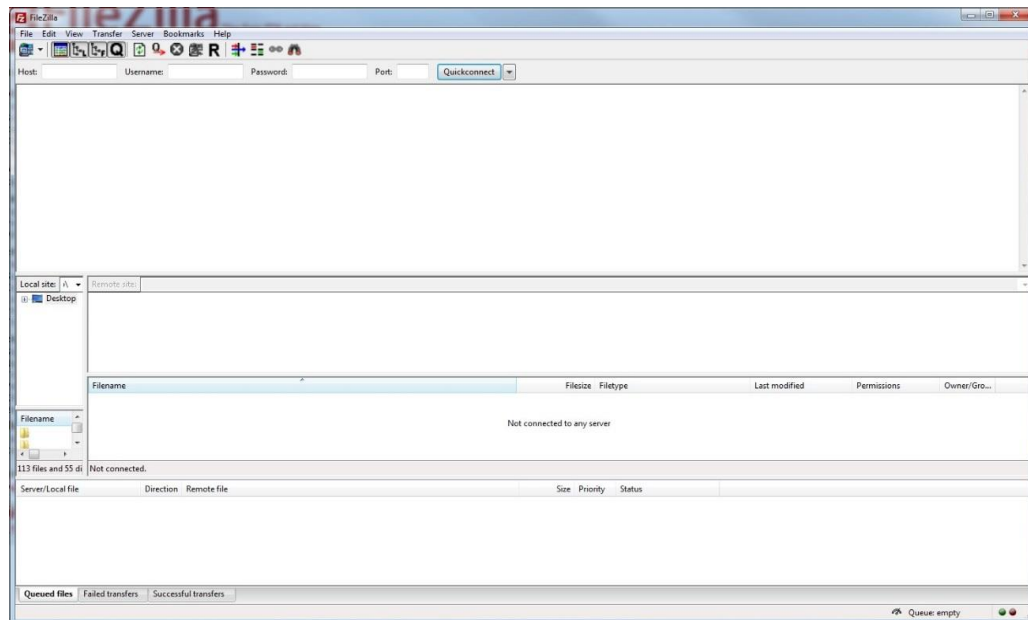 FileZilla
File Edit View Transfer Server Bookmarks Help
Host: Username: Password: Port: Quickconnect
Local site: Remote site:
Desktop
Filename Filesize Filetype Last modified Permissions Owner/Gro...
Not connected to any server
Filename
113 files and 55 di Not connected.
Server/Local file Direction Remote file Size Priority Status
Queued files Failed transfers Successful transfers
Queue: empty